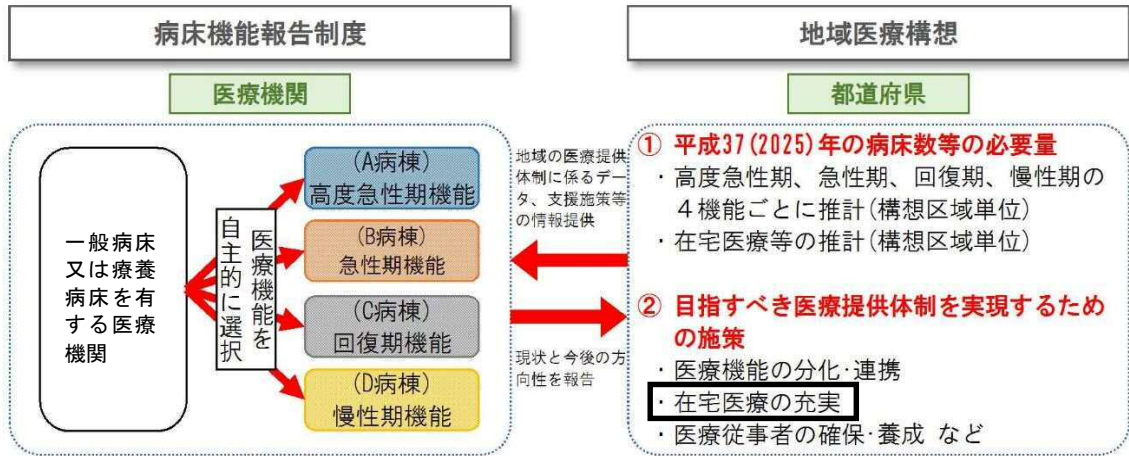 病床機能報告制度
医療機関
一般病床
又は療養
病床を有
する医療
機関
医療機能を
自主的に選択
(A病棟)
高度急性期機能
(B病棟)
急性期機能
(C病棟)
回復期機能
(D病棟)
慢性期機能
地域の医療提供
体制に係るデー
タ、支援施策等
の情報提供
現状と今後の方
向性を報告
地域医療構想
都道府県
① 平成37(2025)年の病床数等の必要量
・高度急性期、急性期、回復期、慢性期の
４機能ごとに推計(構想区域単位)
・在宅医療等の推計(構想区域単位)
② 目指すべき医療提供体制を実現するため
の施策
・医療機能の分化･連携
・在宅医療の充実
・医療従事者の確保･養成 など